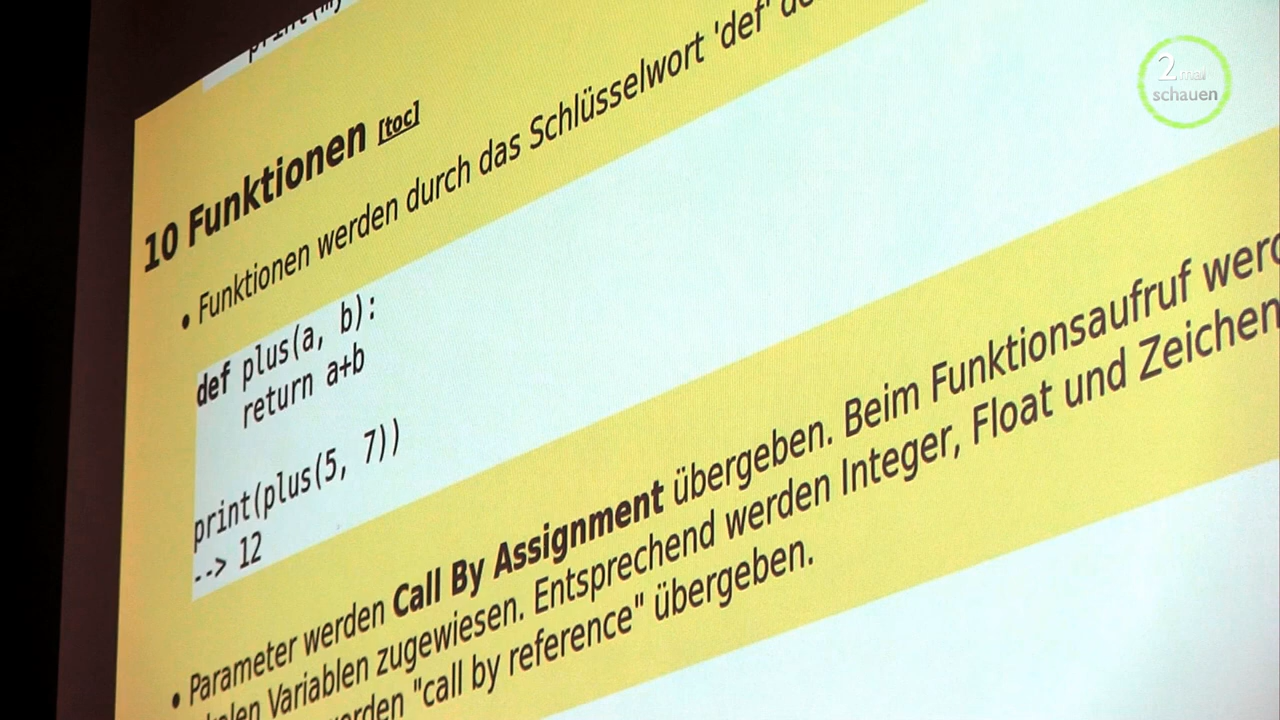 10 Funktionen [toc]
• Funktionen werden durch das Schlüsselwort 'def'
def plus(a, b):
return a+b
print(plus(5, 7))
--> 12
• Parameter werden Call By Assignment übergeben. Beim Funktionsaufruf
Variablen zugewiesen. Entsprechend werden Integer, Float und Zeichen
"call by reference" übergeben.
2 mal
schauen